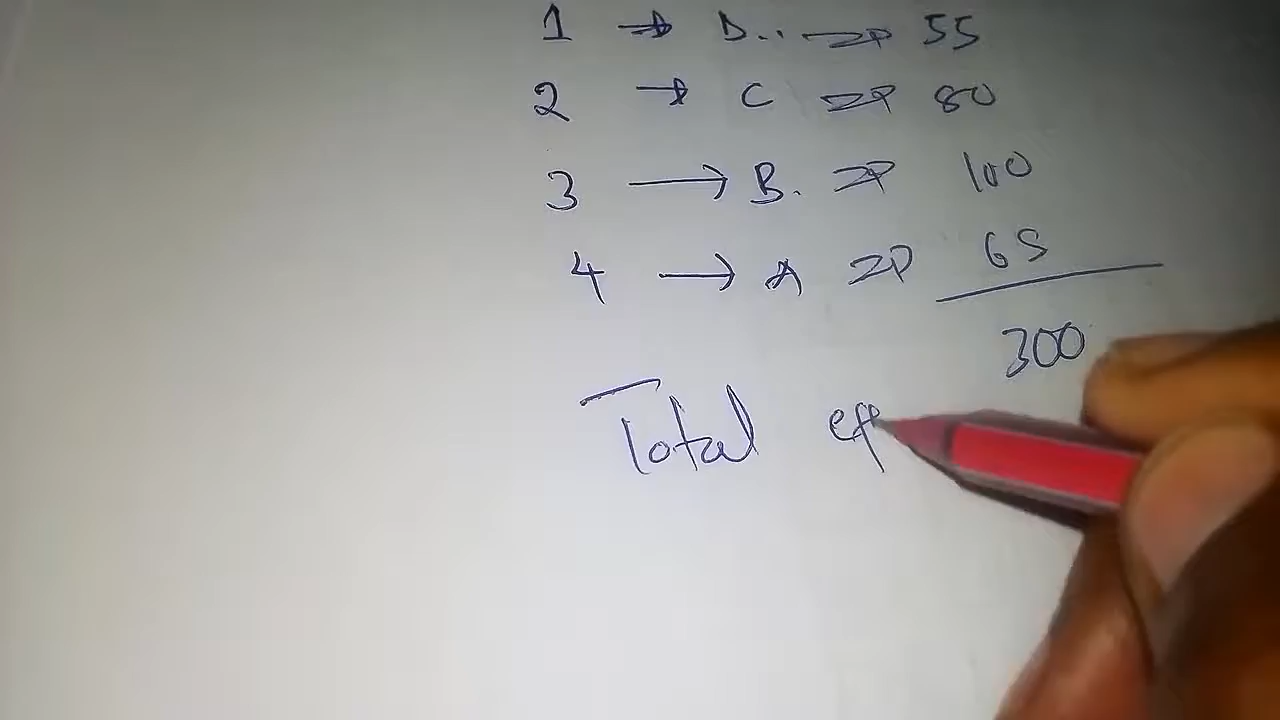 1 → D.. ⇒ 55
2 → C ⇒ 80
3 → B. ⇒ 100
4 → A ⇒ 65
300
Total eff